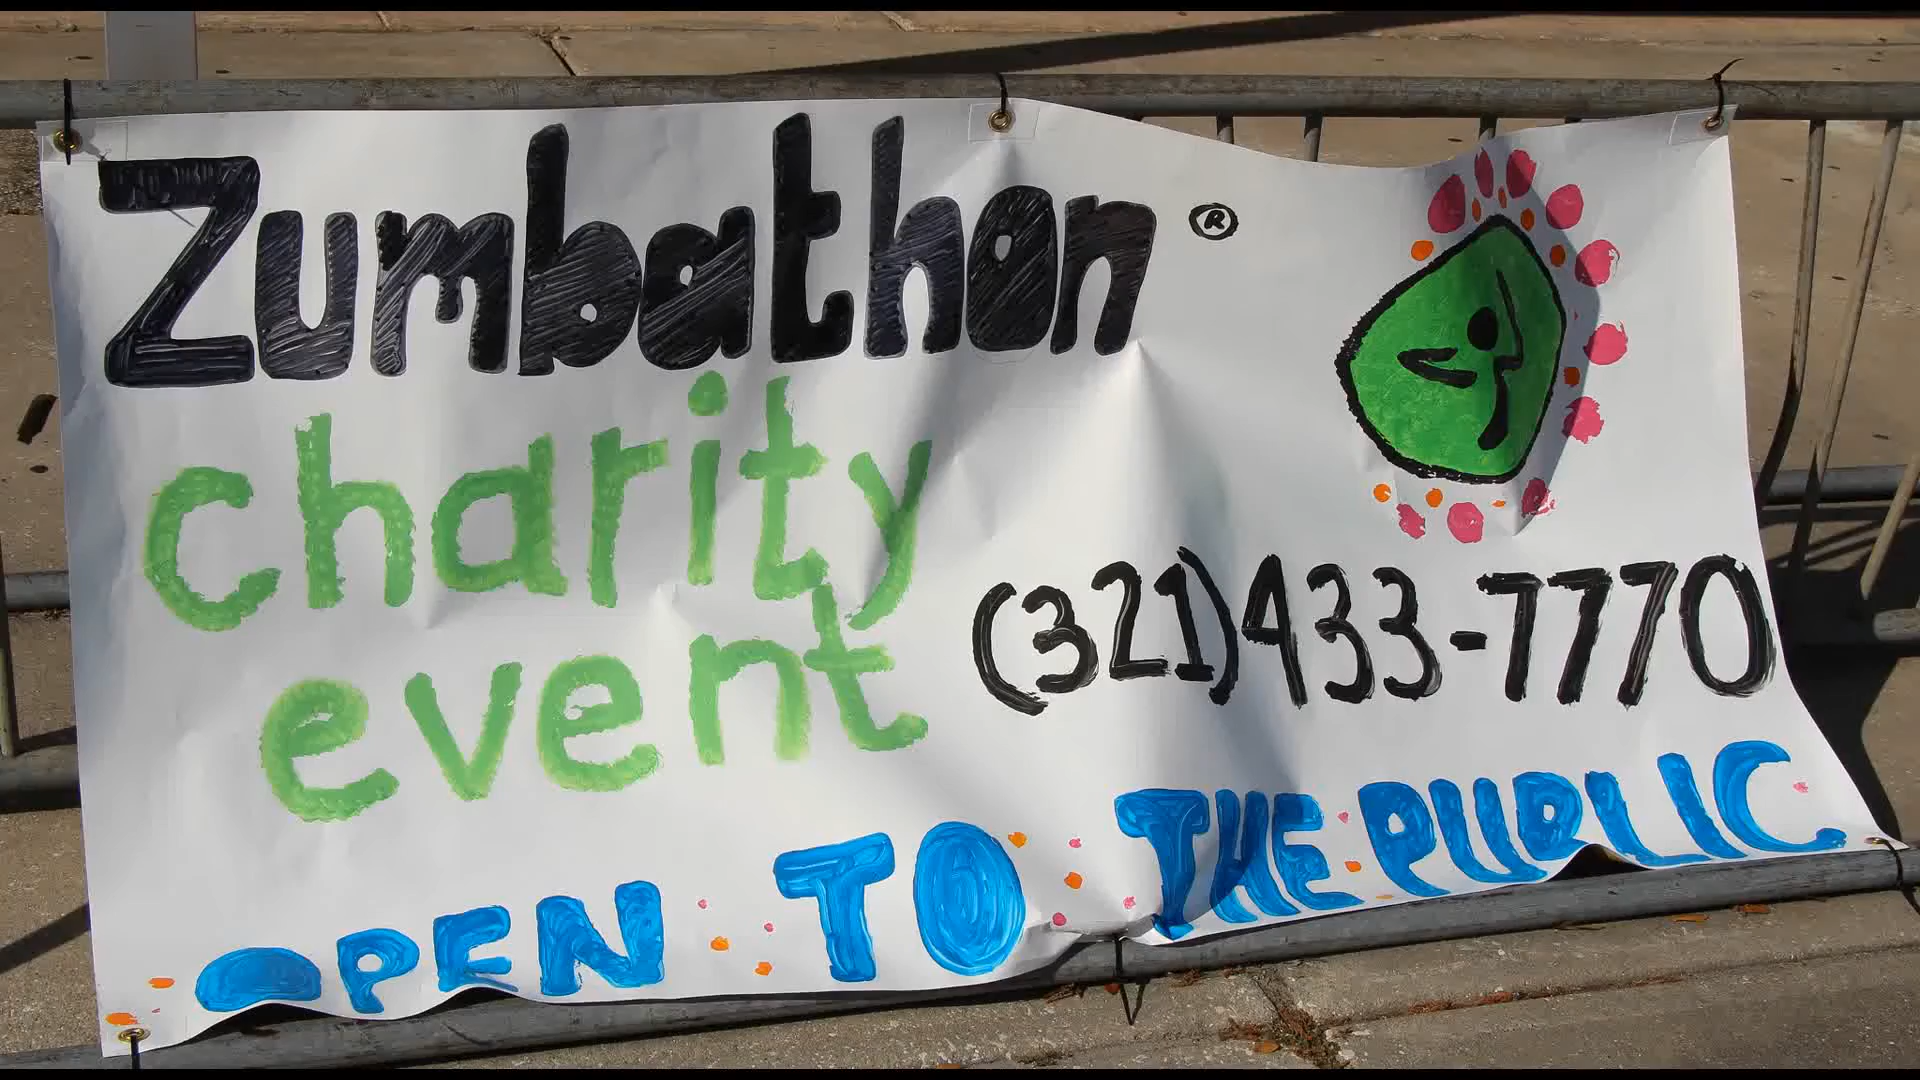 Zumbathon ®
charity
event
(321)433-7770
OPEN TO THE PUBLIC